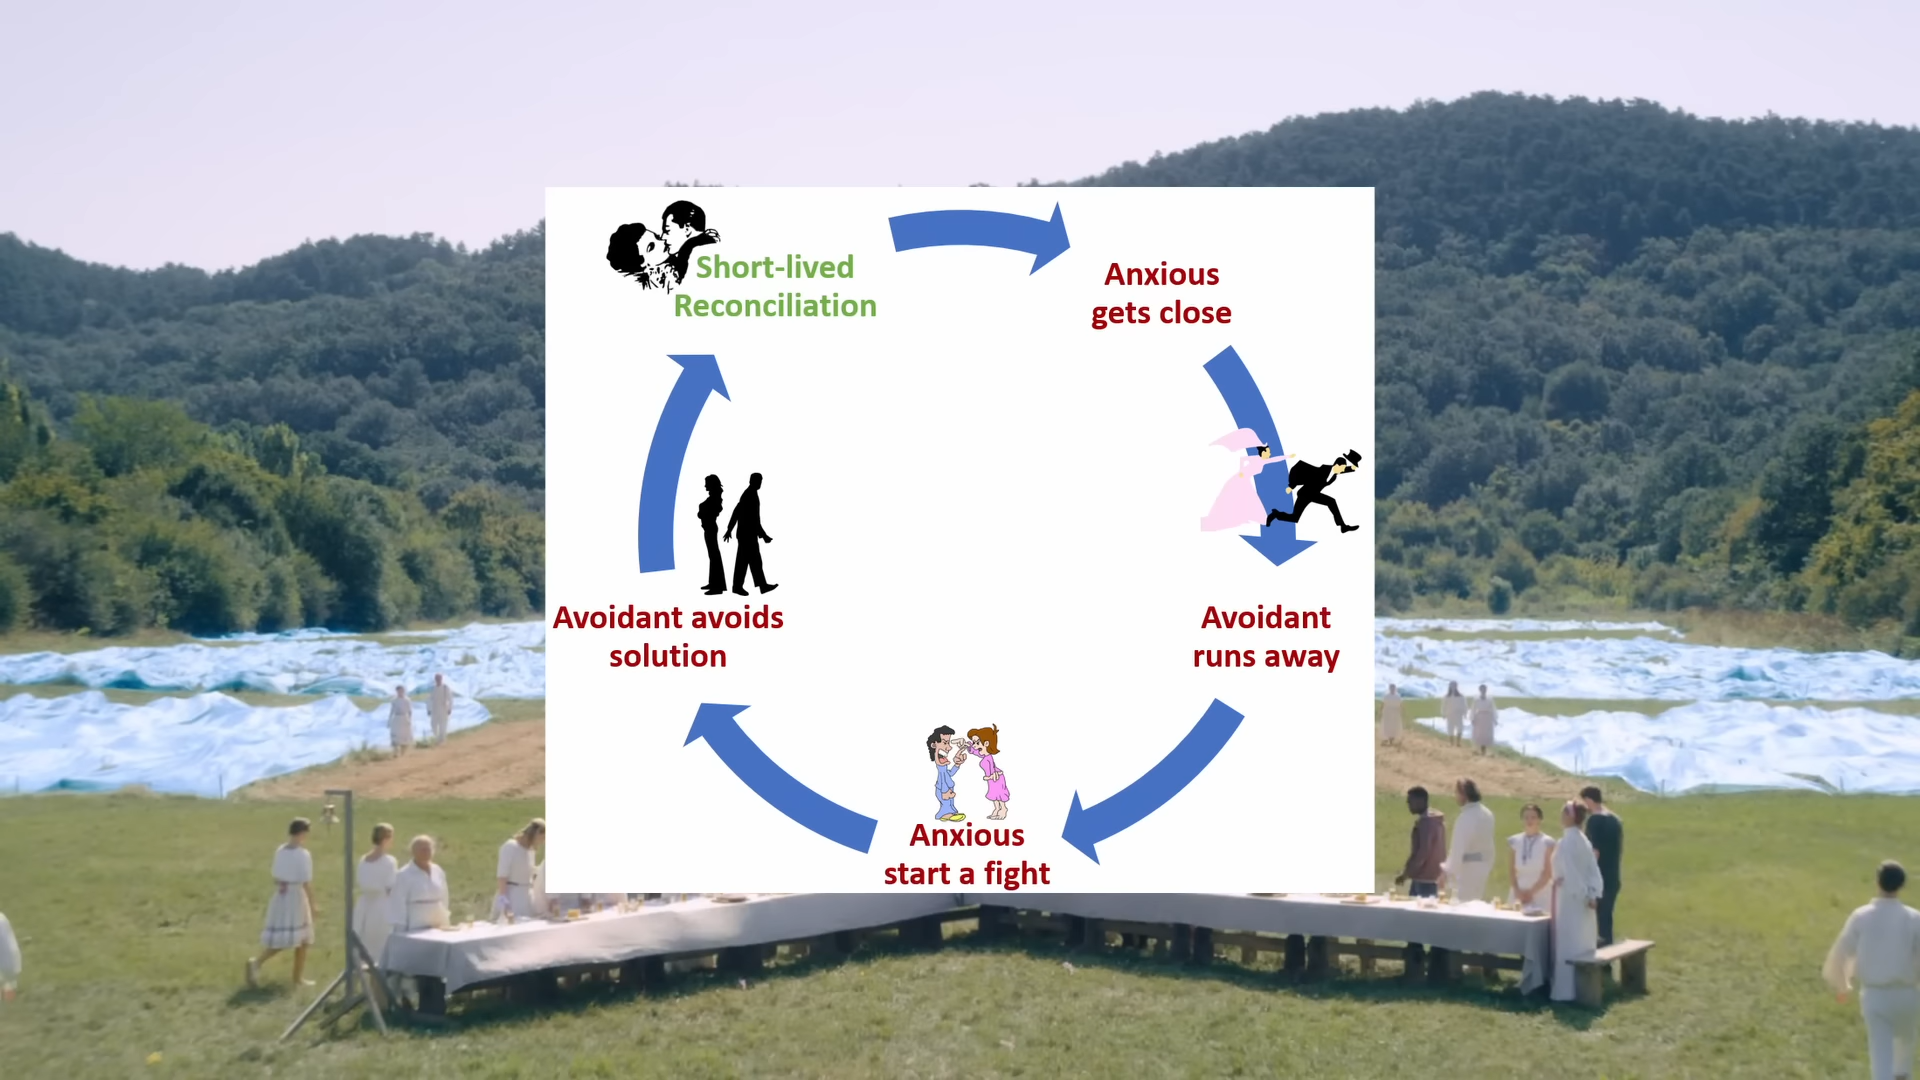 Short-lived
Reconciliation
Anxious
gets close
Avoidant
runs away
Anxious
start a fight
Avoidant avoids
solution